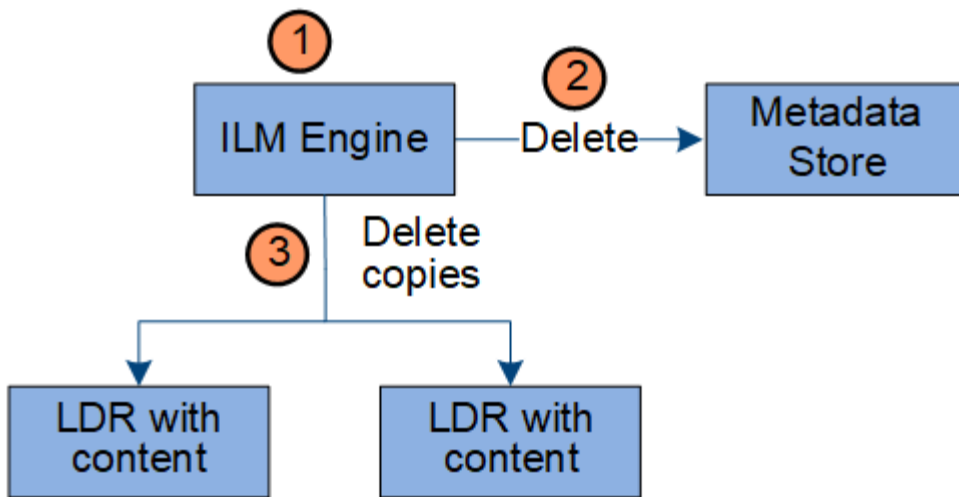 1
2
ILM Engine
Delete
Metadata
Store
3
Delete
copies
LDR with
content
LDR with
content